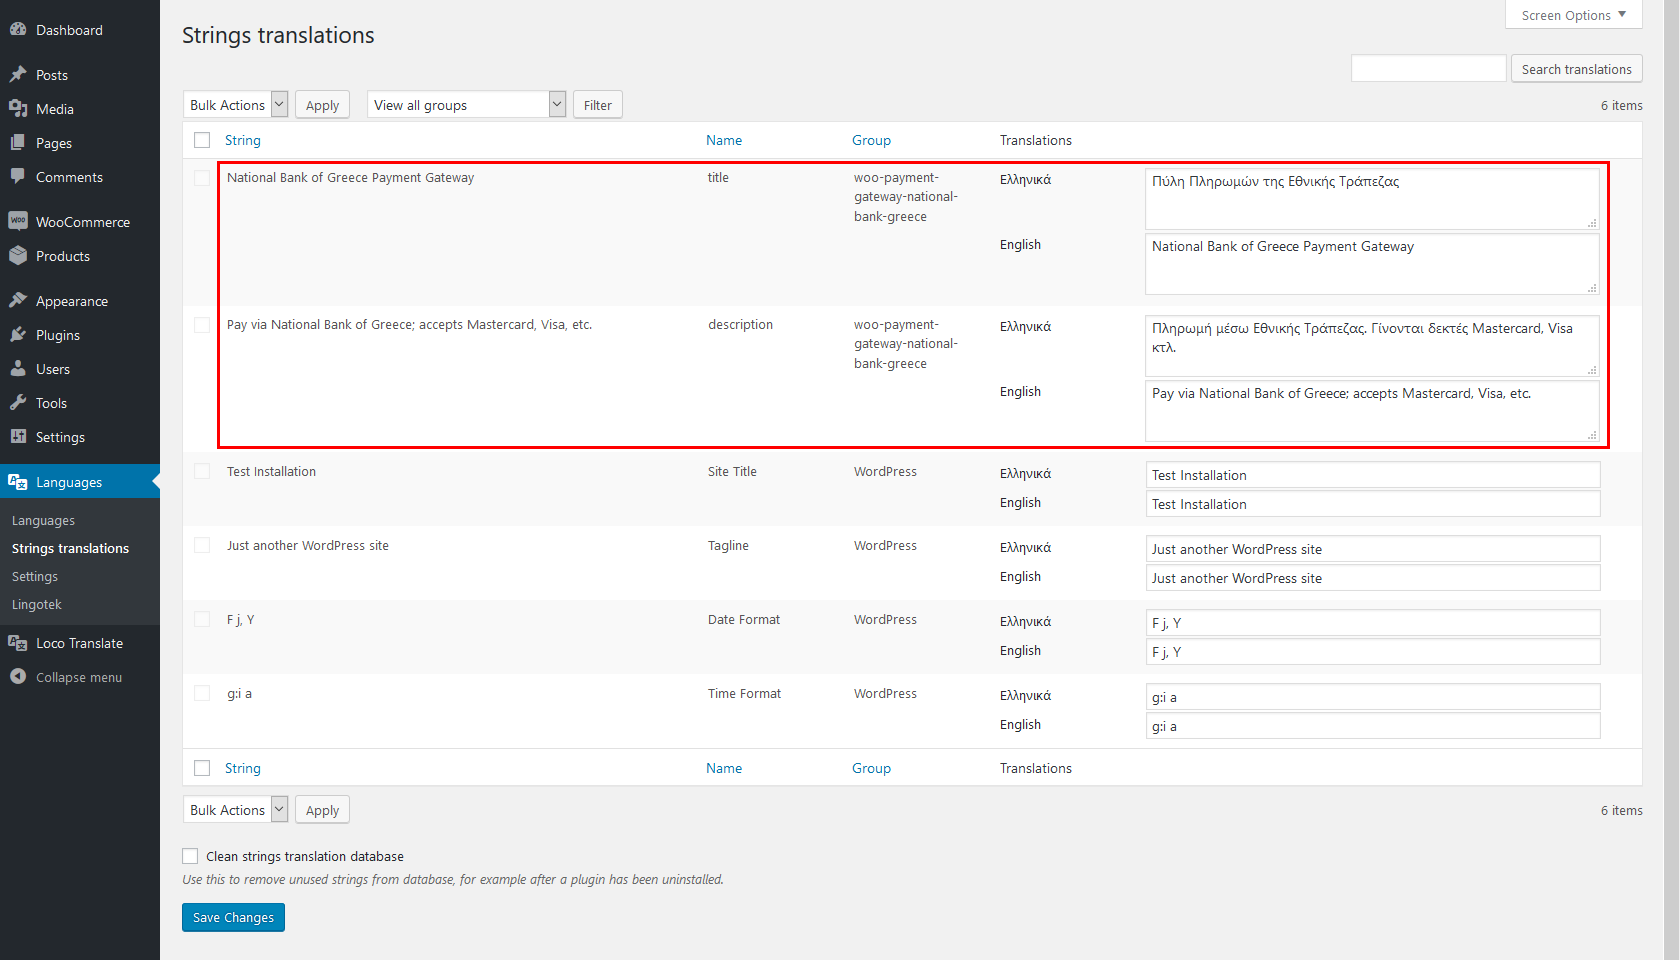 Dashboard
Posts
Media
Pages
Comments
WooCommerce
Products
Appearance
Plugins
Users
Tools
Settings
Languages
Languages
Strings translations
Settings
Lingotek
Loco Translate
Collapse menu
Screen Options
Strings translations
Search translations
Bulk Actions Apply View all groups Filter 6 items
String Name Group Translations
National Bank of Greece Payment Gateway title woo-payment-
gateway-national-
bank-greece
Ελληνικά Πύλη Πληρωμών της Εθνικής Τράπεζας
English National Bank of Greece Payment Gateway
Pay via National Bank of Greece; accepts Mastercard, Visa, etc. description woo-payment-
gateway-national-
bank-greece
Ελληνικά Πληρωμή μέσω Εθνικής Τράπεζας. Γίνονται δεκτές Mastercard, Visa
κτλ.
English Pay via National Bank of Greece; accepts Mastercard, Visa, etc.
Test Installation Site Title WordPress Ελληνικά Test Installation
English Test Installation
Just another WordPress site Tagline WordPress Ελληνικά Just another WordPress site
English Just another WordPress site
F j, Y Date Format WordPress Ελληνικά F j, Y
English F j, Y
g:i a Time Format WordPress Ελληνικά g:i a
English g:i a
String Name Group Translations
Bulk Actions Apply 6 items
Clean strings translation database
Use this to remove unused strings from database, for example after a plugin has been uninstalled.
Save Changes